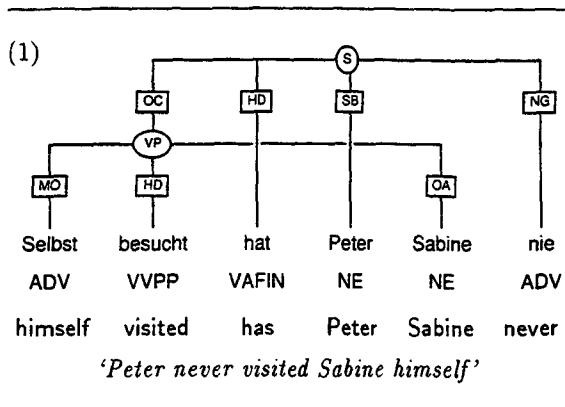 (1)
S
OC HD SB NG
VP
MO HD OA
Selbst besucht hat Peter Sabine nie
ADV VVPP VAFIN NE NE ADV
himself visited has Peter Sabine never
‘Peter never visited Sabine himself’